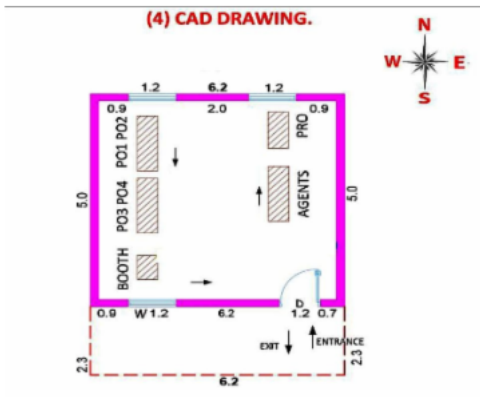 (4) CAD DRAWING.
N
W E
S
1.2 6.2 1.2
0.9 2.0 0.9
PO1 PO2
PRO
5.0
5.0
PO3 PO4
AGENTS
BOOTH
D
0.9 W 1.2 6.2 1.2 0.7
EXIT ENTRANCE
2.3
2.3
6.2